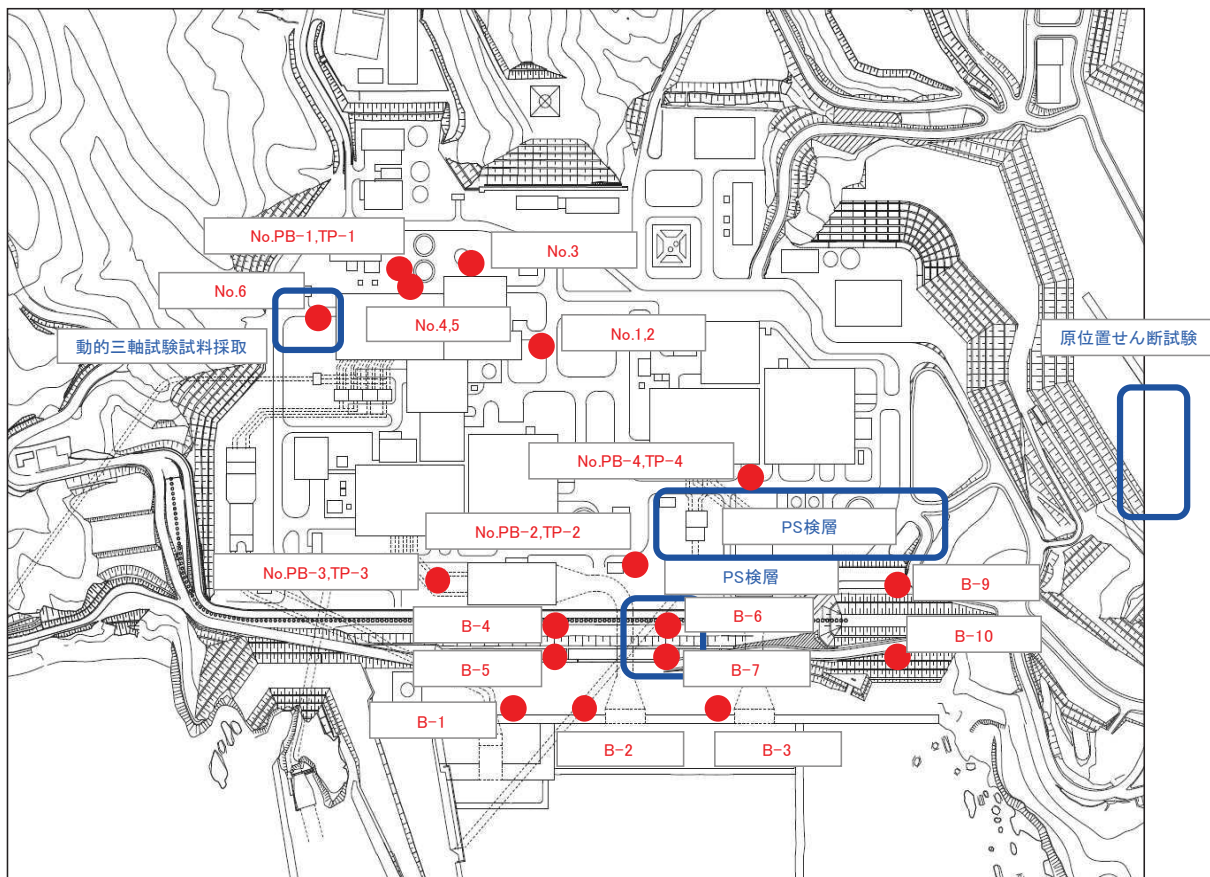 No.PB-1,TP-1
No.3
No.6
No.4,5
No.1,2
動的三軸試験試料採取
原位置せん断試験
No.PB-4,TP-4
PS検層
No.PB-2,TP-2
No.PB-3,TP-3
PS検層
B-9
B-4
B-6
B-10
B-5
B-7
B-1
B-2
B-3